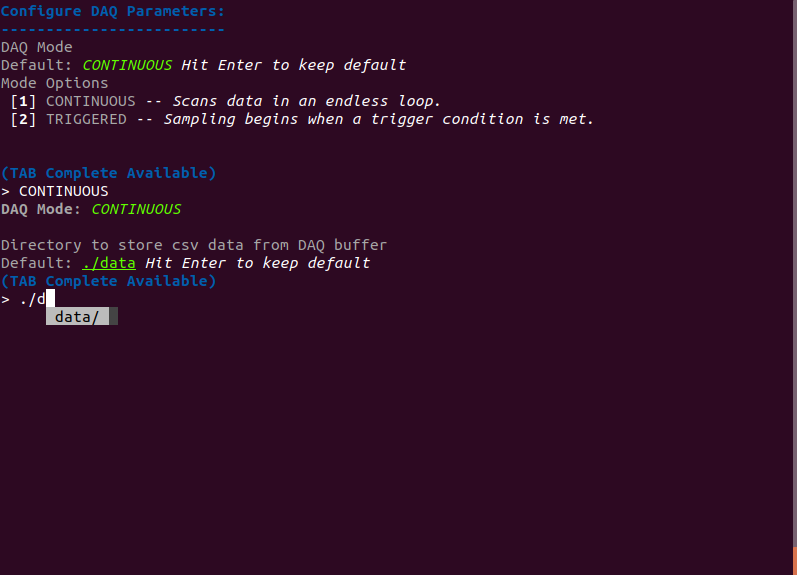 Configure DAQ Parameters:
-------------------------
DAQ Mode
Default: CONTINUOUS Hit Enter to keep default
Mode Options
[1] CONTINUOUS -- Scans data in an endless loop.
[2] TRIGGERED -- Sampling begins when a trigger condition is met.
(TAB Complete Available)
> CONTINUOUS
DAQ Mode: CONTINUOUS
Directory to store csv data from DAQ buffer
Default: ./data Hit Enter to keep default
(TAB Complete Available)
> ./d
data/